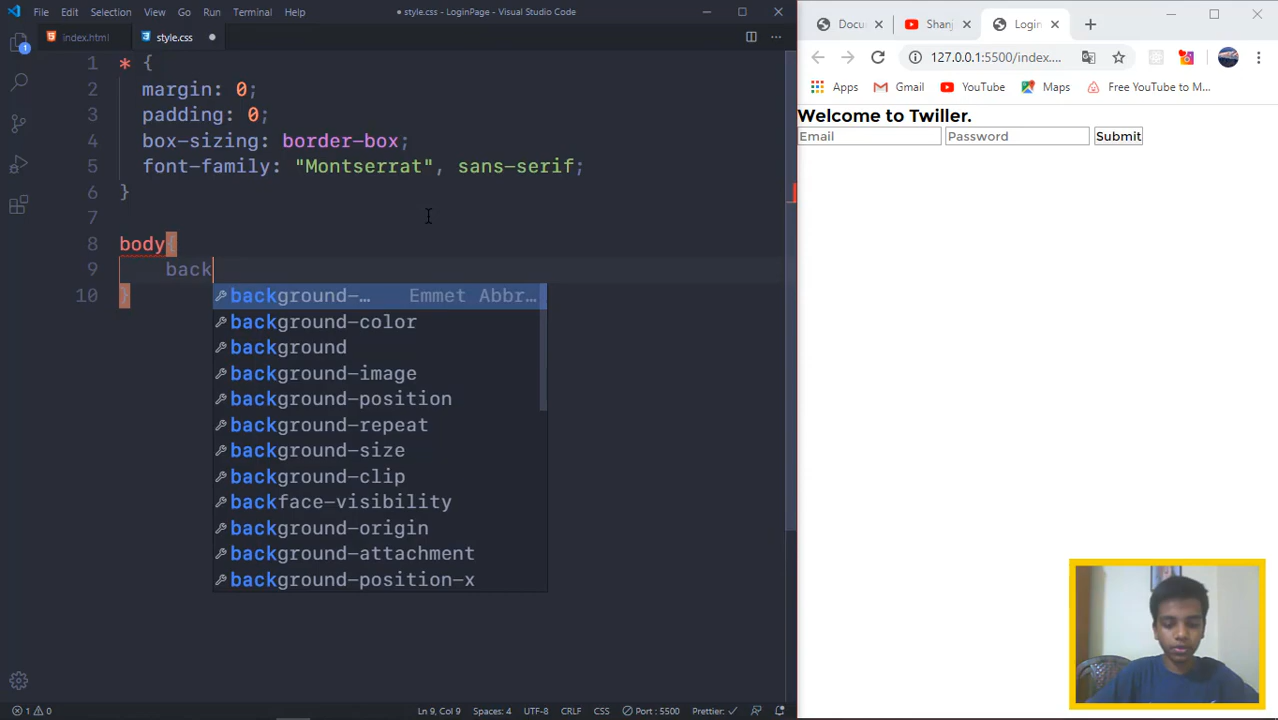 File Edit Selection View Go Run Terminal Help
● style.css - LoginPage - Visual Studio Code
index.html
style.css ●
1 * {
2 margin: 0;
3 padding: 0;
4 box-sizing: border-box;
5 font-family: "Montserrat", sans-serif;
6 }
7
8 body{
9 back
10 }
background-… Emmet Abbr…
background-color
background
background-image
background-position
background-repeat
background-size
background-clip
backface-visibility
background-origin
background-attachment
background-position-x
1
1 0
Ln 9, Col 9 Spaces: 4 UTF-8 CRLF CSS Port : 5500 Prettier: ✓
Docu
Shanj
Login
127.0.0.1:5500/index....
Apps Gmail YouTube Maps Free YouTube to M...
Welcome to Twiller.
Email Password Submit